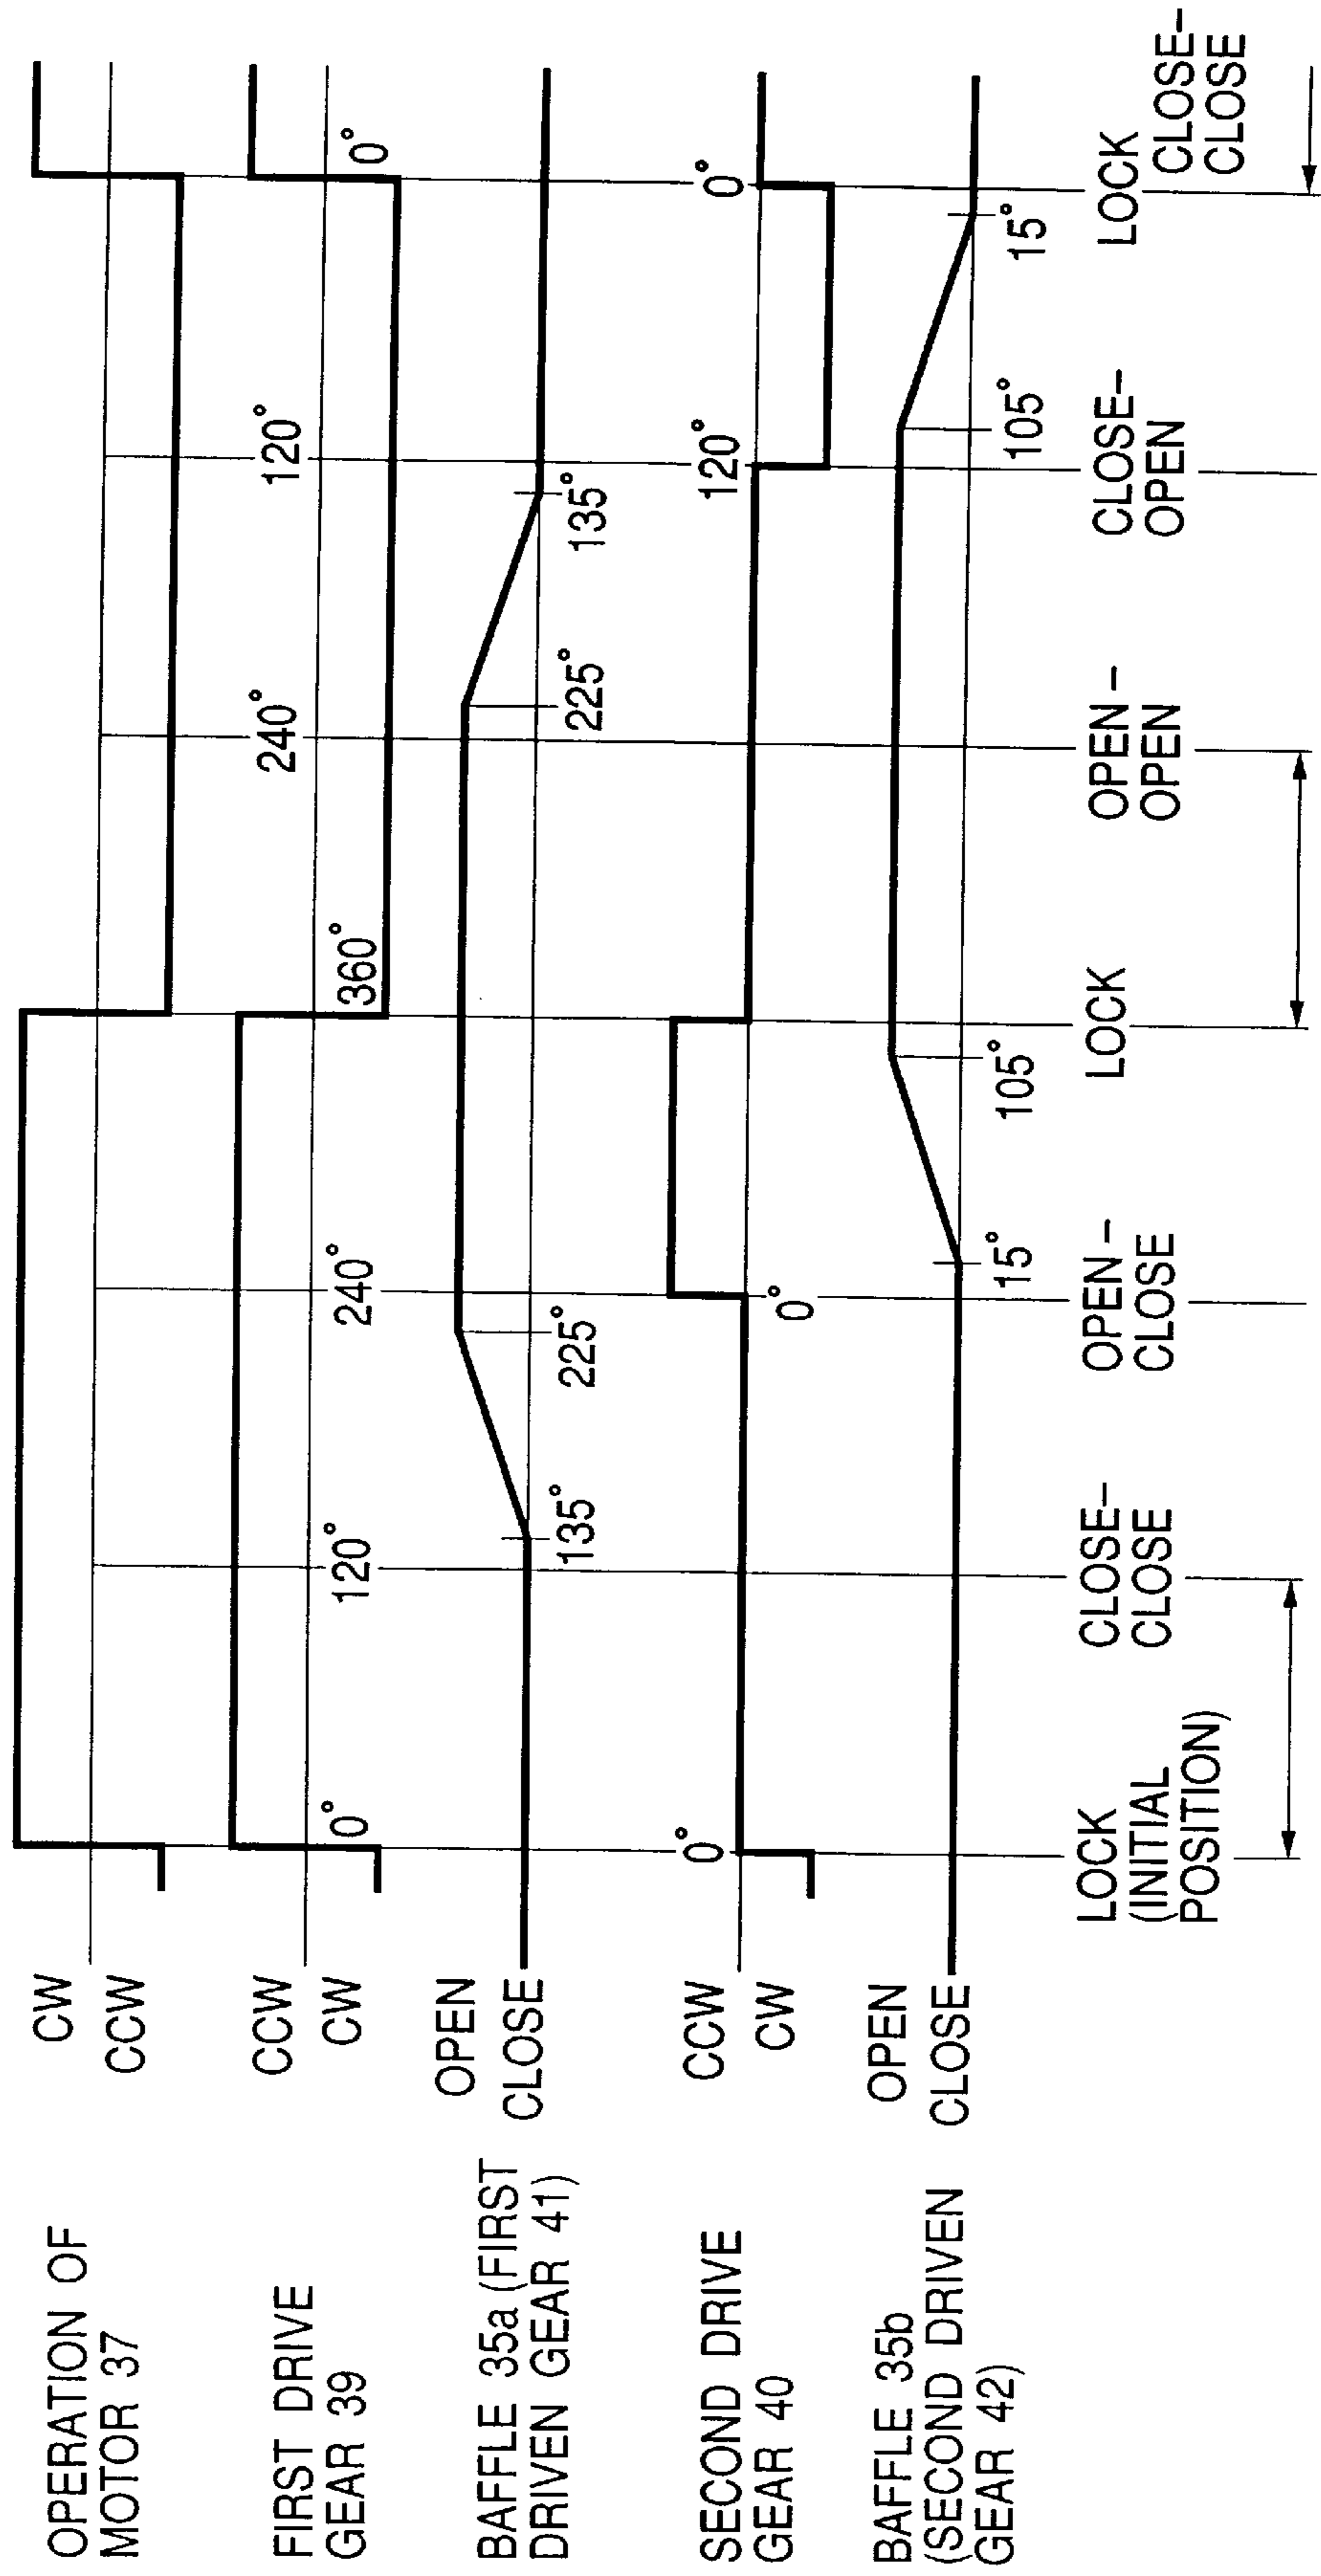 OPERATION OF
MOTOR 37
CW
CCW
FIRST DRIVE
GEAR 39
CCW
CW
0°
120°
240°
360°
240°
120°
0°
BAFFLE 35a (FIRST
DRIVEN GEAR 41)
OPEN
CLOSE
135°
225°
225°
135°
SECOND DRIVE
GEAR 40
CCW
CW
0°
0°
120°
0°
BAFFLE 35b
(SECOND DRIVEN
GEAR 42)
OPEN
CLOSE
15°
105°
105°
15°
LOCK
(INITIAL
POSITION)
CLOSE–
CLOSE
OPEN–
CLOSE
LOCK
OPEN–
OPEN
CLOSE–
OPEN
LOCK
CLOSE–
CLOSE